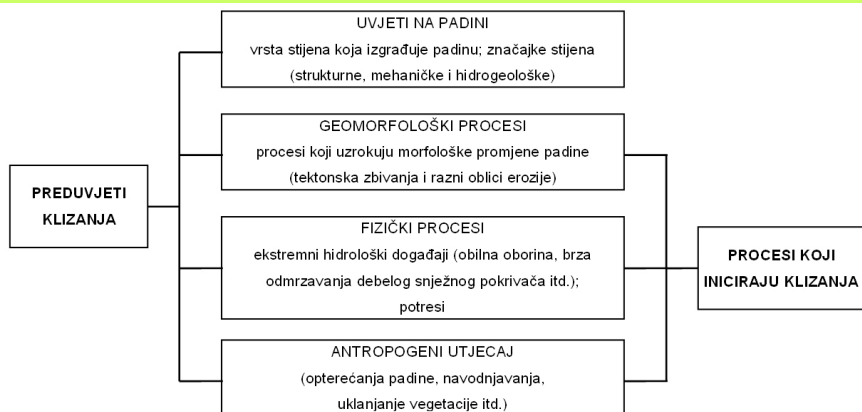 UVJETI NA PADINI
vrsta stijena koja izgrađuje padinu; značajke stijena
(strukturne, mehaničke i hidrogeološke)
GEOMORFOLOŠKI PROCESI
procesi koji uzrokuju morfološke promjene padine
(tektonska zbivanja i razni oblici erozije)
PREDUVJETI
KLIZANJA
FIZIČKI PROCESI
ekstremni hidrološki događaji (obilna oborina, brza
odmrzavanja debelog snježnog pokrivača itd.);
potresi
PROCESI KOJI
INICIRAJU KLIZANJA
ANTROPOGENI UTJECAJ
(opterećanja padine, navodnjavanja,
uklanjanje vegetacije itd.)